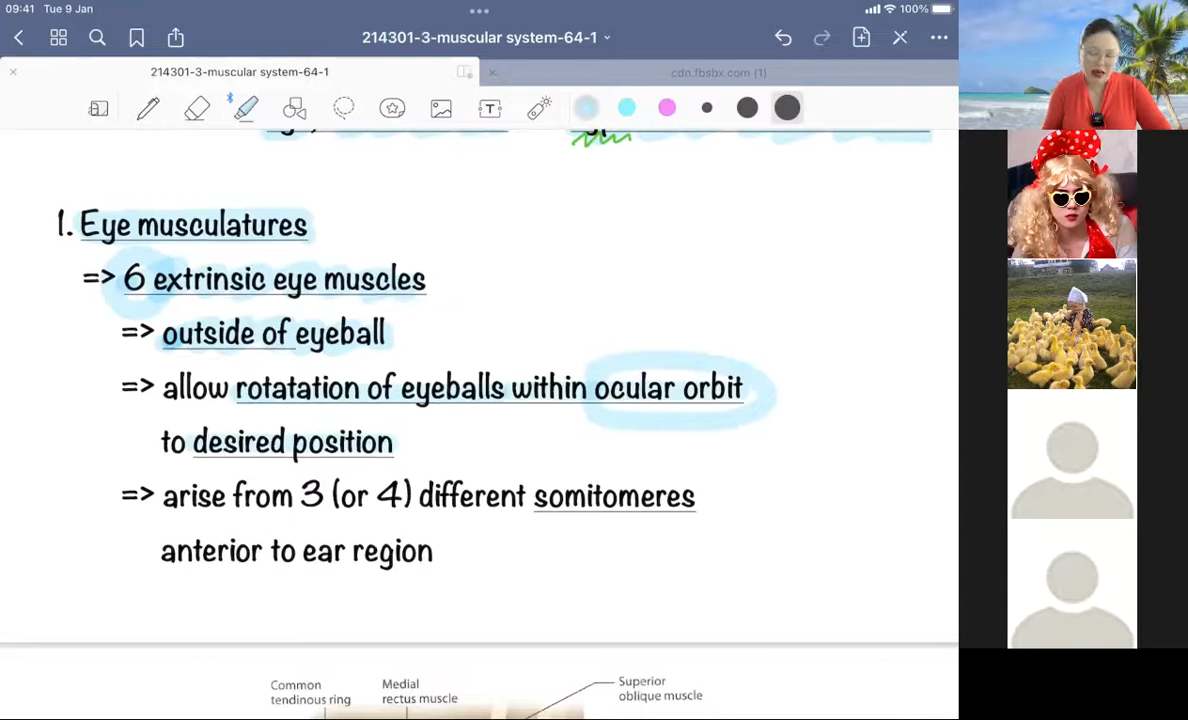 09:41 Tue 9 Jan
100%
214301-3-muscular system-64-1
214301-3-muscular system-64-1
cdn.fbsbx.com (1)
1. Eye musculatures
=> 6 extrinsic eye muscles
=> outside of eyeball
=> allow rotatation of eyeballs within ocular orbit
to desired position
=> arise from 3 (or 4) different somitomeres
anterior to ear region
Common
tendinous ring
Medial
rectus muscle
Superior
oblique muscle